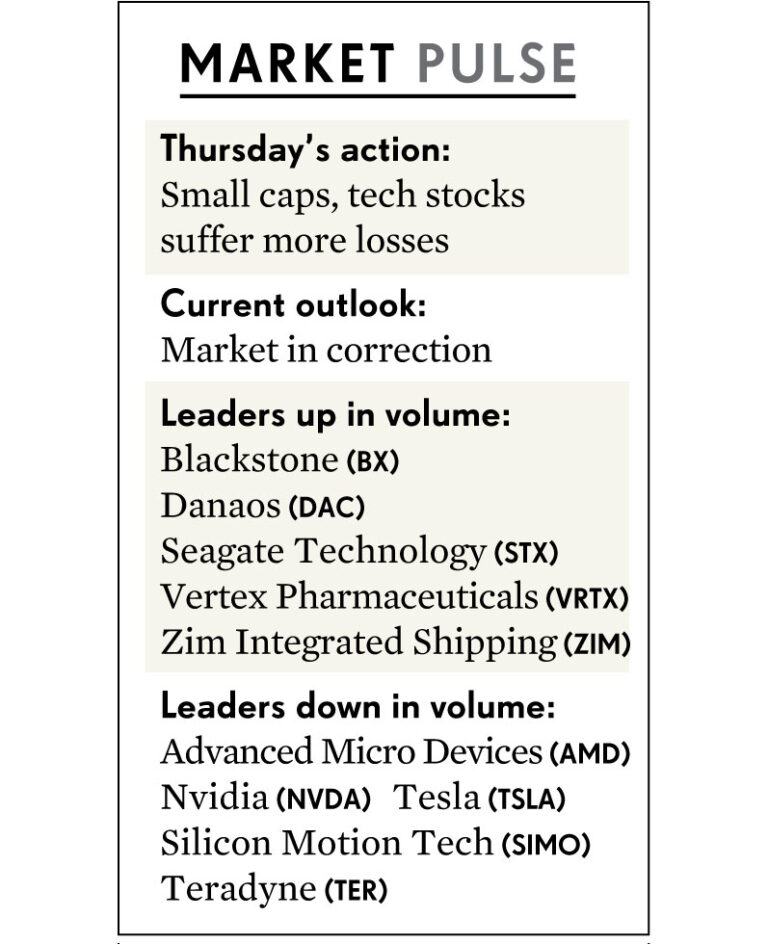 MARKET PULSE
Thursday’s action:
Small caps, tech stocks
suffer more losses
Current outlook:
Market in correction
Leaders up in volume:
Blackstone (BX)
Danaos (DAC)
Seagate Technology (STX)
Vertex Pharmaceuticals (VRTX)
Zim Integrated Shipping (ZIM)
Leaders down in volume:
Advanced Micro Devices (AMD)
Nvidia (NVDA) Tesla (TSLA)
Silicon Motion Tech (SIMO)
Teradyne (TER)